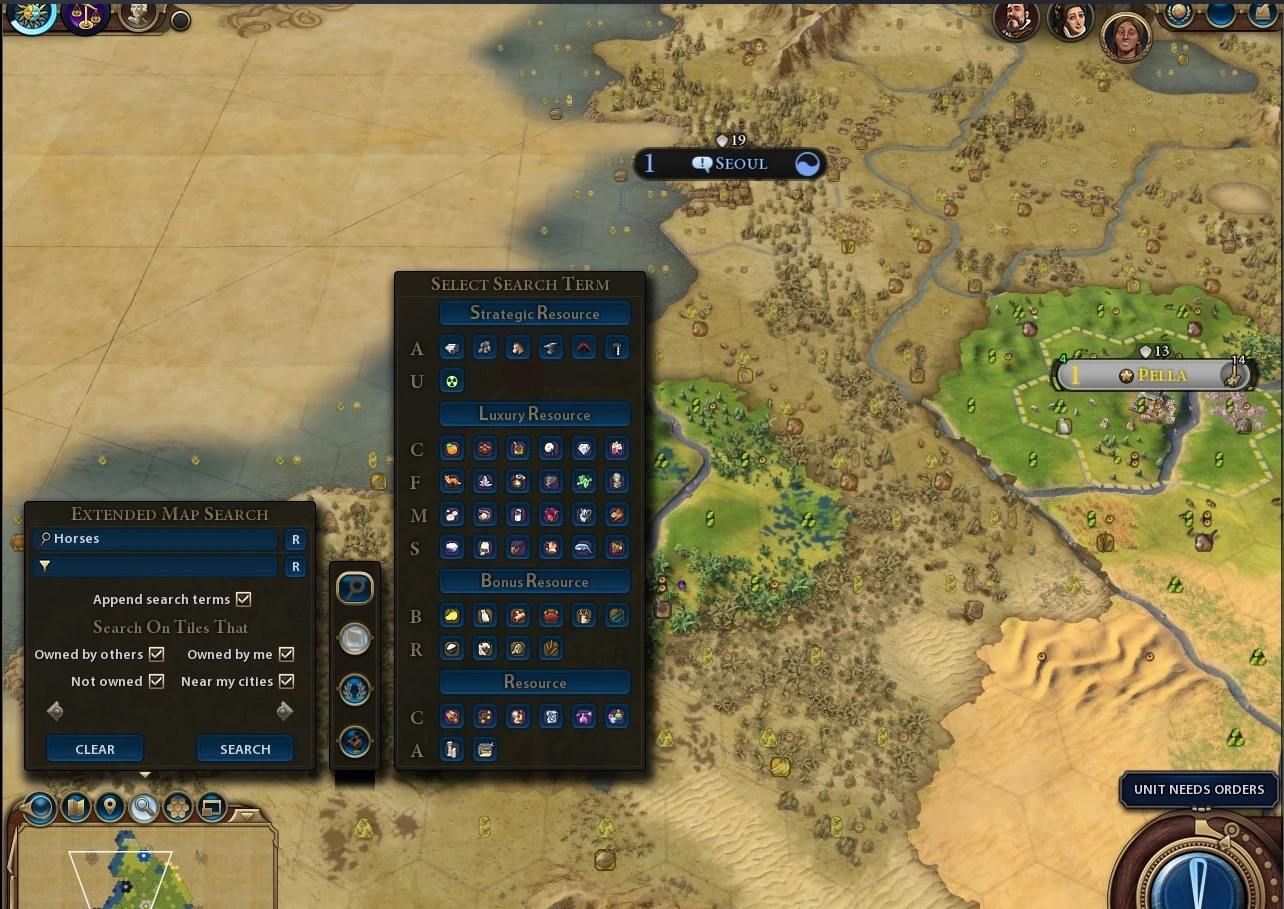 19
1 SEOUL
SELECT SEARCH TERM
Strategic Resource
A
U
Luxury Resource
C
F
M
S
Bonus Resource
B
R
Resource
C
A
13
4
14
1 PELLA
EXTENDED MAP SEARCH
Horses
R
R
Append search terms
Search On Tiles That
Owned by others Owned by me
Not owned Near my cities
CLEAR SEARCH
UNIT NEEDS ORDERS